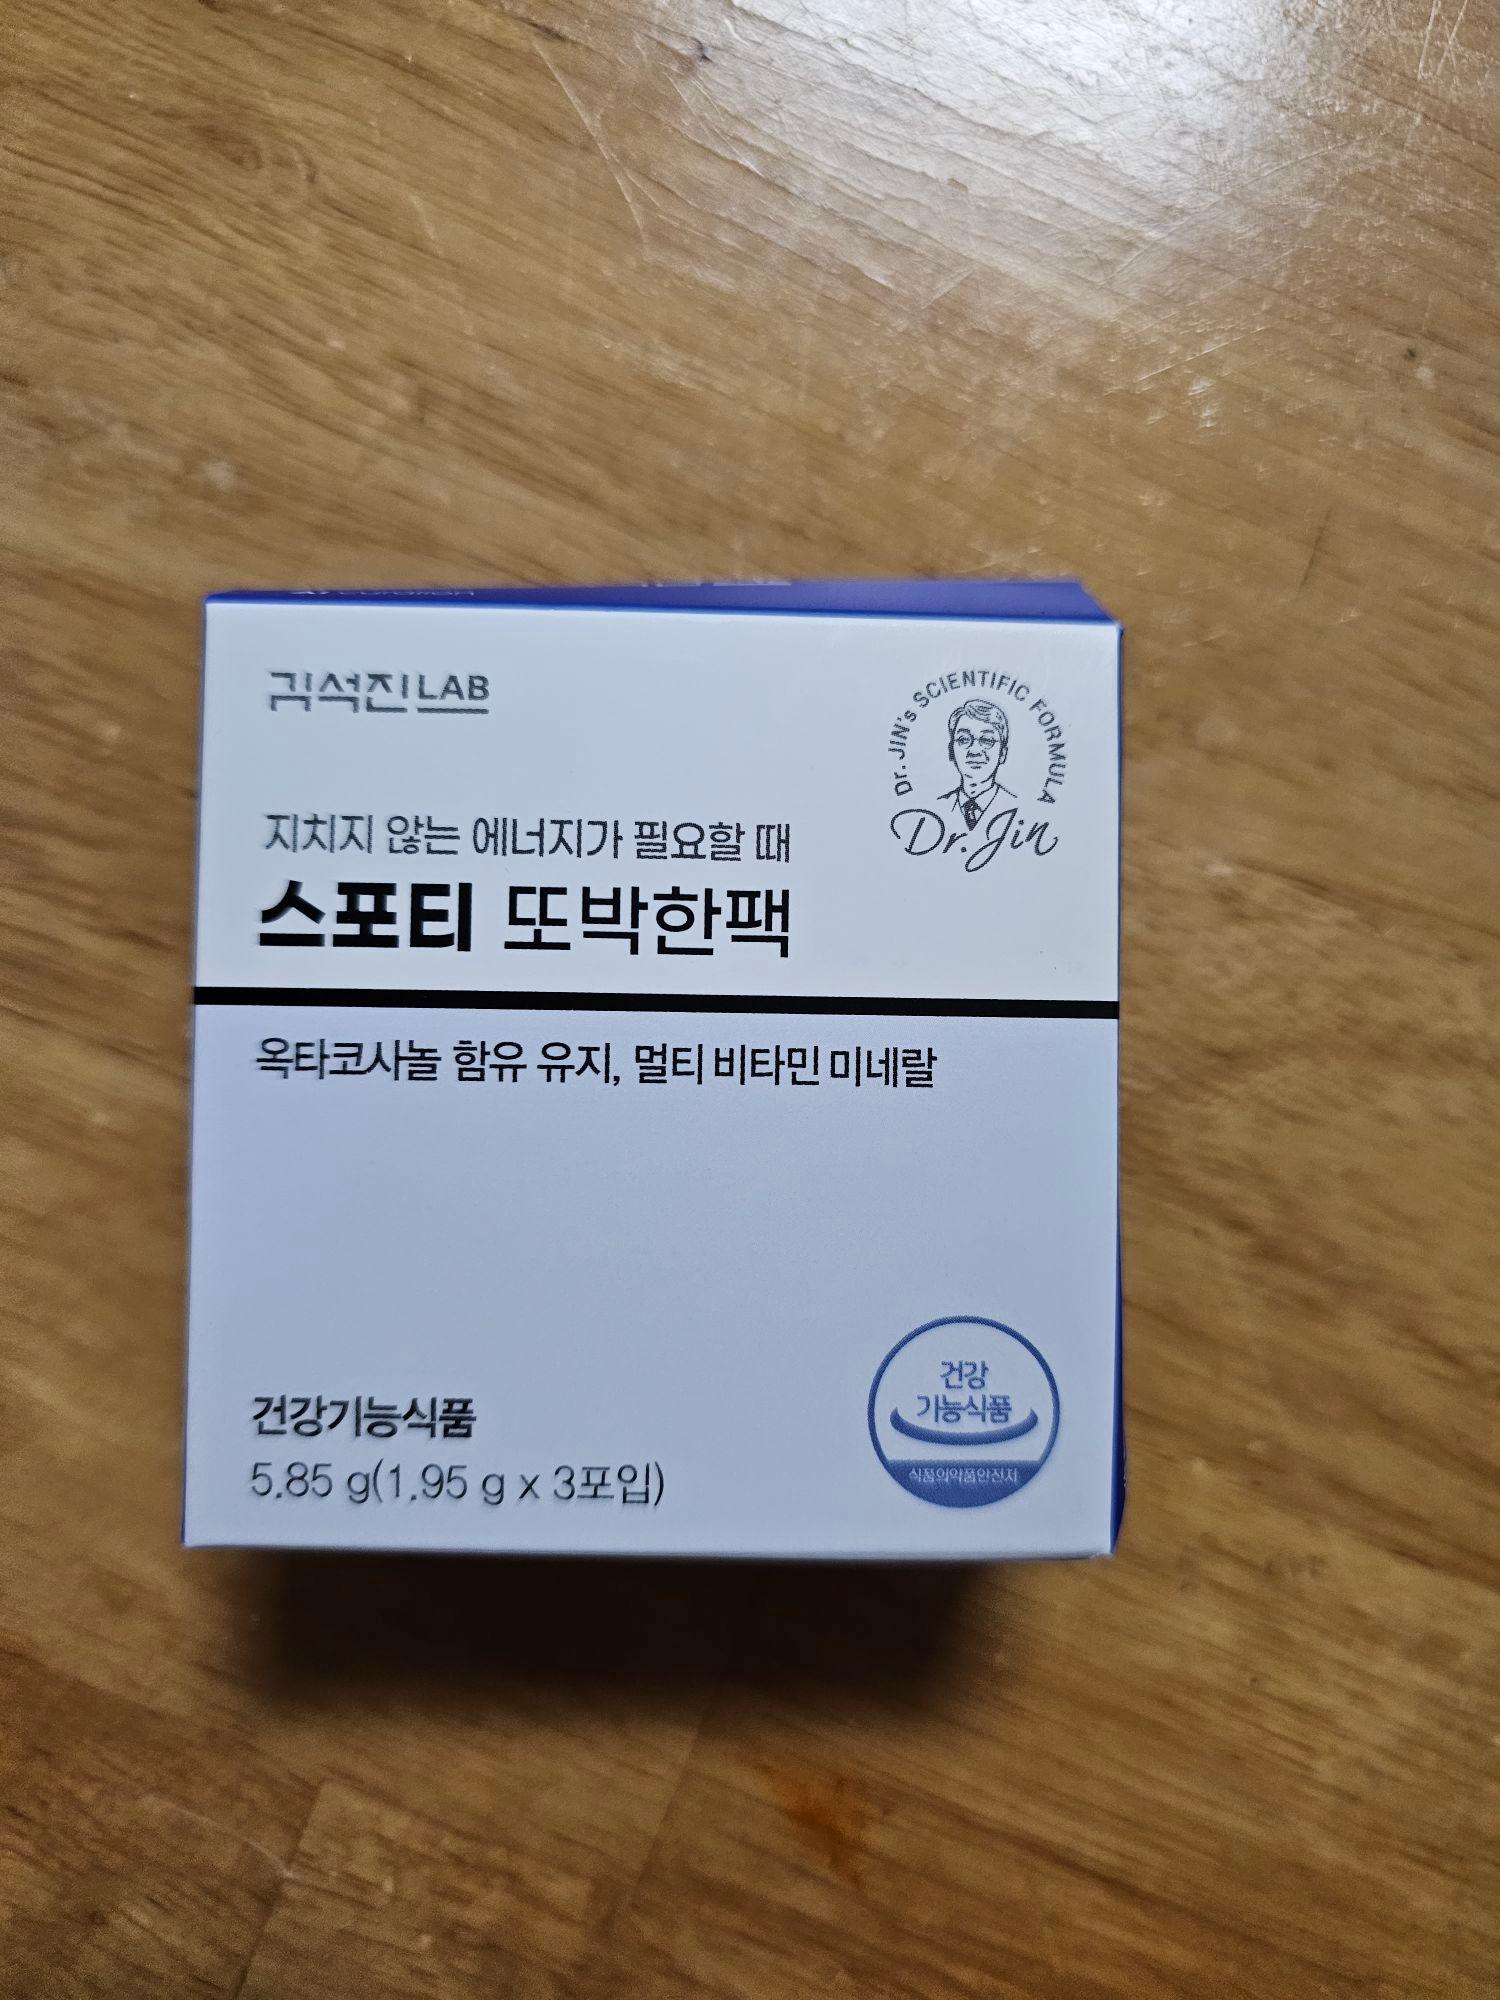 김석진LAB
Dr. JIN's SCIENTIFIC FORMULA
Dr. Jin
지치지 않는 에너지가 필요할 때
스포티 또박한팩
옥타코사놀 함유 유지, 멀티 비타민 미네랄
건강기능식품
5.85 g(1.95 g x 3포입)
건강
기능식품
식품의약품안전처